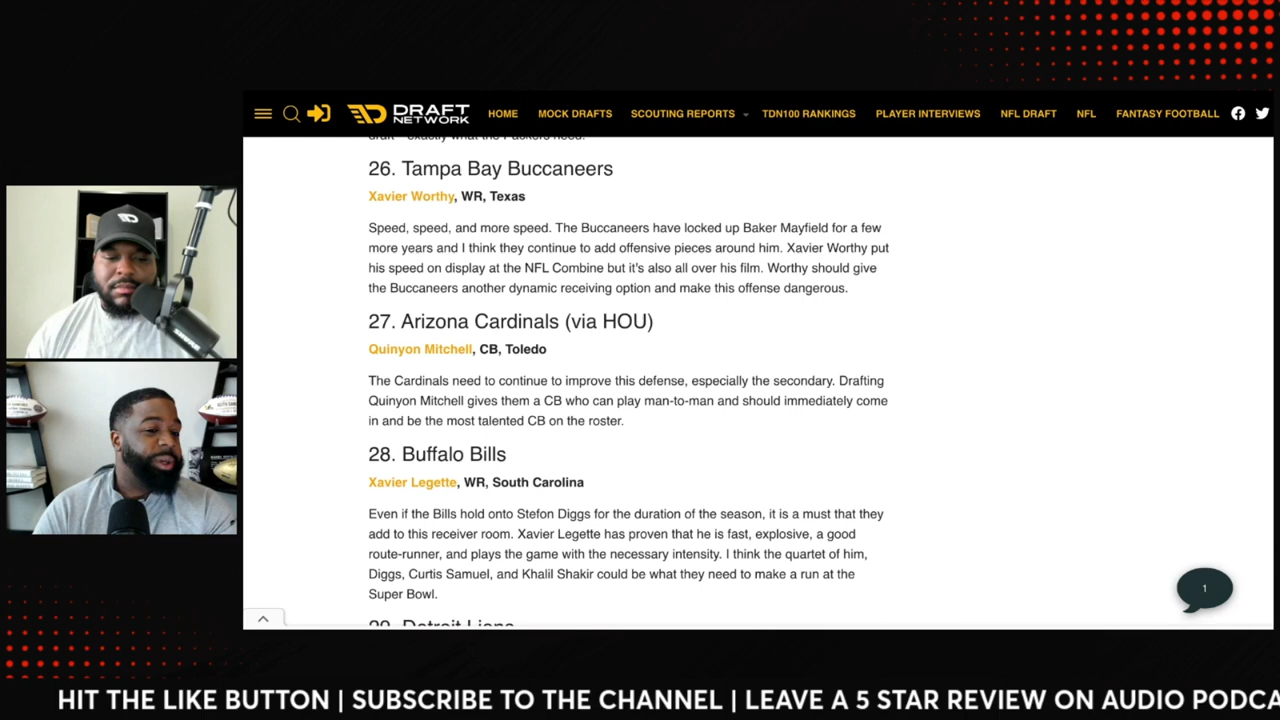 DRAFT
NETWORK
HOME
MOCK DRAFTS
SCOUTING REPORTS
TDN100 RANKINGS
PLAYER INTERVIEWS
NFL DRAFT
NFL
FANTASY FOOTBALL
26. Tampa Bay Buccaneers
Xavier Worthy, WR, Texas
Speed, speed, and more speed. The Buccaneers have locked up Baker Mayfield for a few
more years and I think they continue to add offensive pieces around him. Xavier Worthy put
his speed on display at the NFL Combine but it's also all over his film. Worthy should give
the Buccaneers another dynamic receiving option and make this offense dangerous.
27. Arizona Cardinals (via HOU)
Quinyon Mitchell, CB, Toledo
The Cardinals need to continue to improve this defense, especially the secondary. Drafting
Quinyon Mitchell gives them a CB who can play man-to-man and should immediately come
in and be the most talented CB on the roster.
28. Buffalo Bills
Xavier Legette, WR, South Carolina
Even if the Bills hold onto Stefon Diggs for the duration of the season, it is a must that they
add to this receiver room. Xavier Legette has proven that he is fast, explosive, a good
route-runner, and plays the game with the necessary intensity. I think the quartet of him,
Diggs, Curtis Samuel, and Khalil Shakir could be what they need to make a run at the
Super Bowl.
29. Detroit Lions
1
HIT THE LIKE BUTTON | SUBSCRIBE TO THE CHANNEL | LEAVE A 5 STAR REVIEW ON AUDIO PODCA